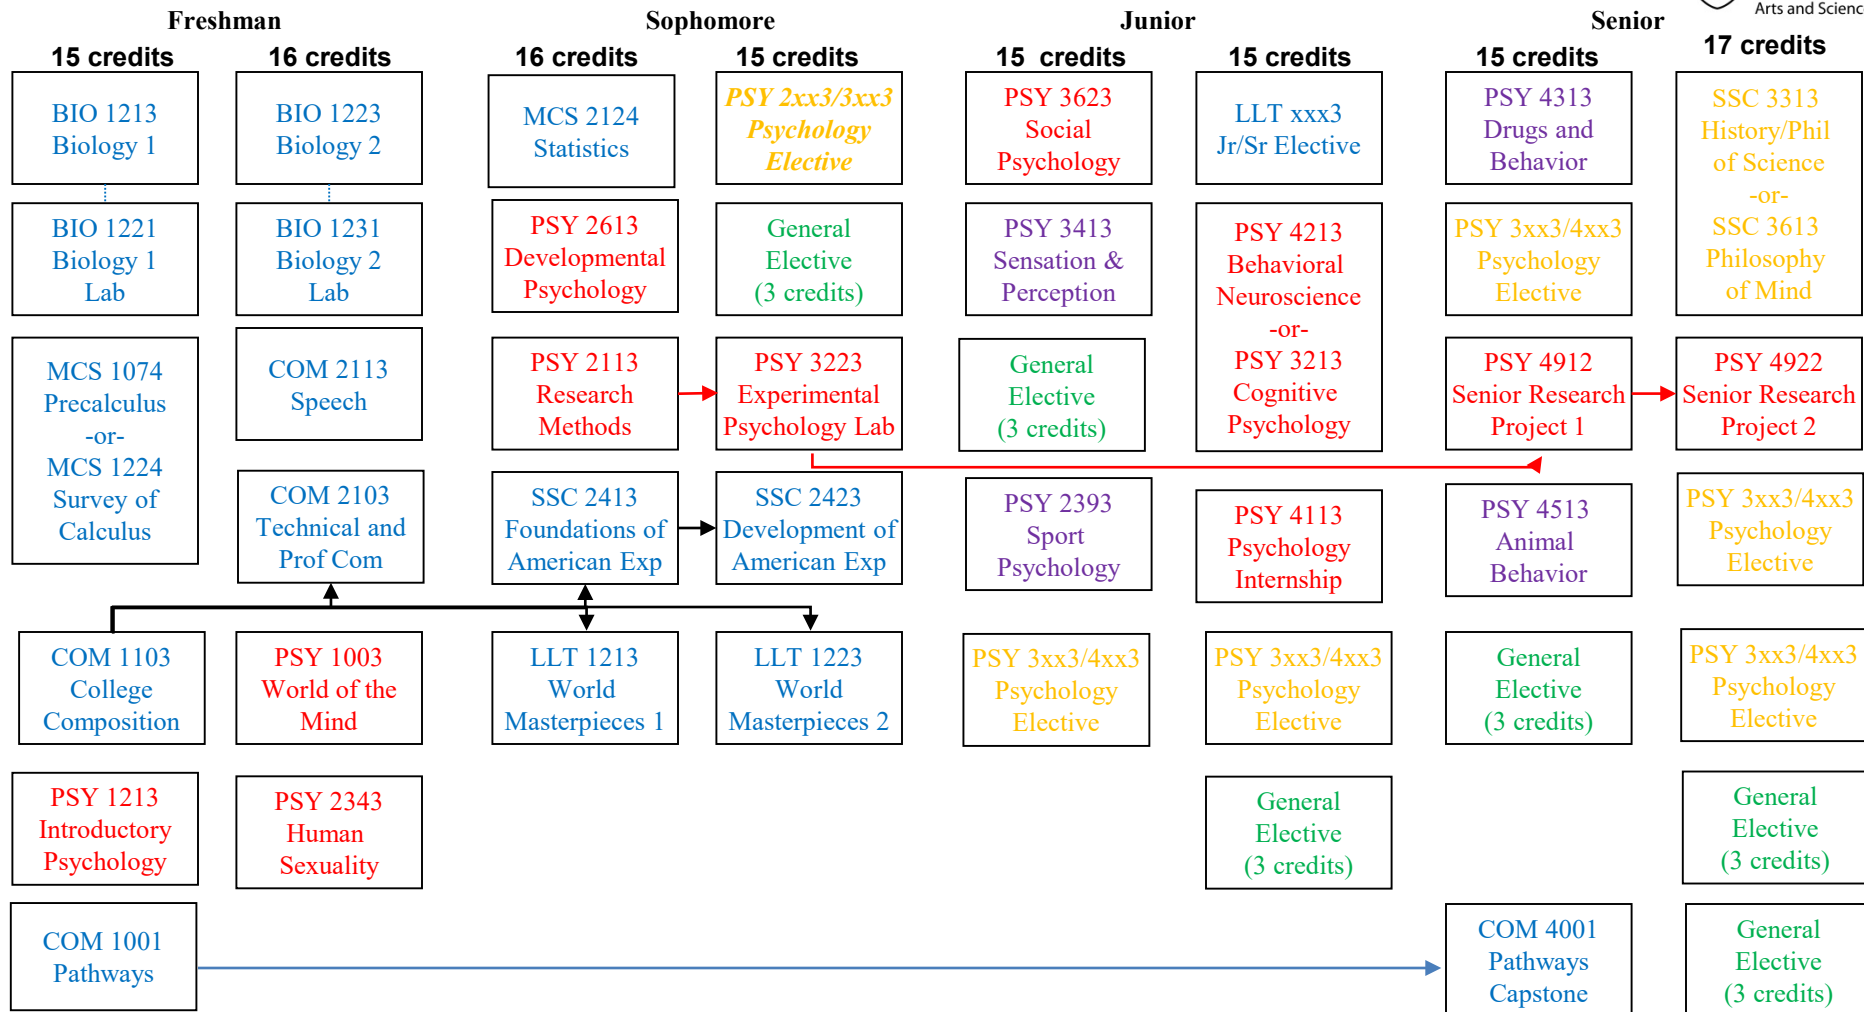 Arts and Science
Freshman
Sophomore
Junior
Senior
15 credits
16 credits
16 credits
15 credits
15 credits
15 credits
15 credits
17 credits
BIO 1213
Biology 1
BIO 1223
Biology 2
MCS 2124
Statistics
PSY 2xx3/3xx3
Psychology
Elective
PSY 3623
Social
Psychology
LLT xxx3
Jr/Sr Elective
PSY 4313
Drugs and
Behavior
SSC 3313
History/Phil
of Science
-or-
SSC 3613
Philosophy
of Mind
BIO 1221
Biology 1
Lab
BIO 1231
Biology 2
Lab
PSY 2613
Developmental
Psychology
General
Elective
(3 credits)
PSY 3413
Sensation &
Perception
PSY 4213
Behavioral
Neuroscience
-or-
PSY 3213
Cognitive
Psychology
PSY 3xx3/4xx3
Psychology
Elective
MCS 1074
Precalculus
-or-
MCS 1224
Survey of
Calculus
COM 2113
Speech
PSY 2113
Research
Methods
PSY 3223
Experimental
Psychology Lab
General
Elective
(3 credits)
PSY 4912
Senior Research
Project 1
PSY 4922
Senior Research
Project 2
COM 2103
Technical and
Prof Com
SSC 2413
Foundations of
American Exp
SSC 2423
Development of
American Exp
PSY 2393
Sport
Psychology
PSY 4113
Psychology
Internship
PSY 4513
Animal
Behavior
PSY 3xx3/4xx3
Psychology
Elective
COM 1103
College
Composition
PSY 1003
World of the
Mind
LLT 1213
World
Masterpieces 1
LLT 1223
World
Masterpieces 2
PSY 3xx3/4xx3
Psychology
Elective
PSY 3xx3/4xx3
Psychology
Elective
General
Elective
(3 credits)
PSY 3xx3/4xx3
Psychology
Elective
PSY 1213
Introductory
Psychology
PSY 2343
Human
Sexuality
General
Elective
(3 credits)
General
Elective
(3 credits)
COM 1001
Pathways
COM 4001
Pathways
Capstone
General
Elective
(3 credits)